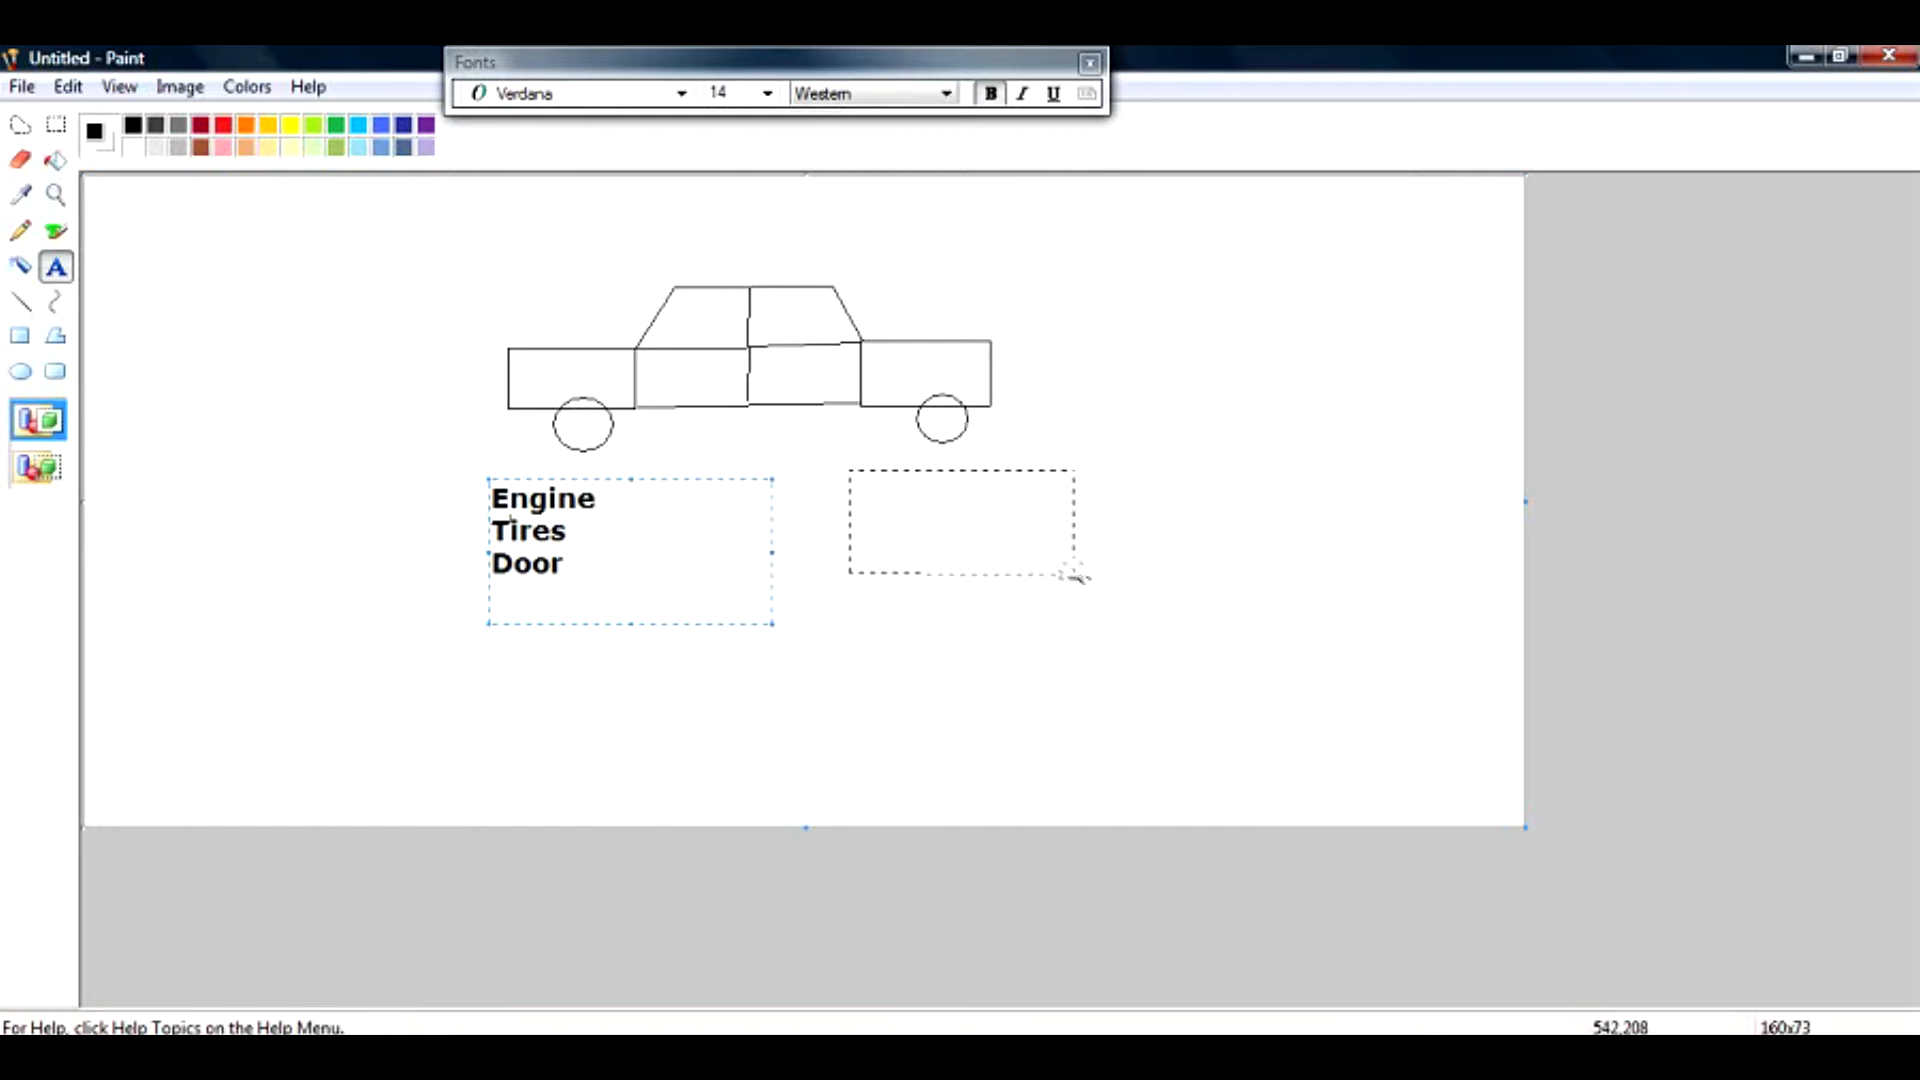 Untitled - Paint
Fonts
File Edit View Image Colors Help
O Verdana 14 Western B I U
A
Engine
Tires
Door
For Help, click Help Topics on the Help Menu.
542,208 160x73